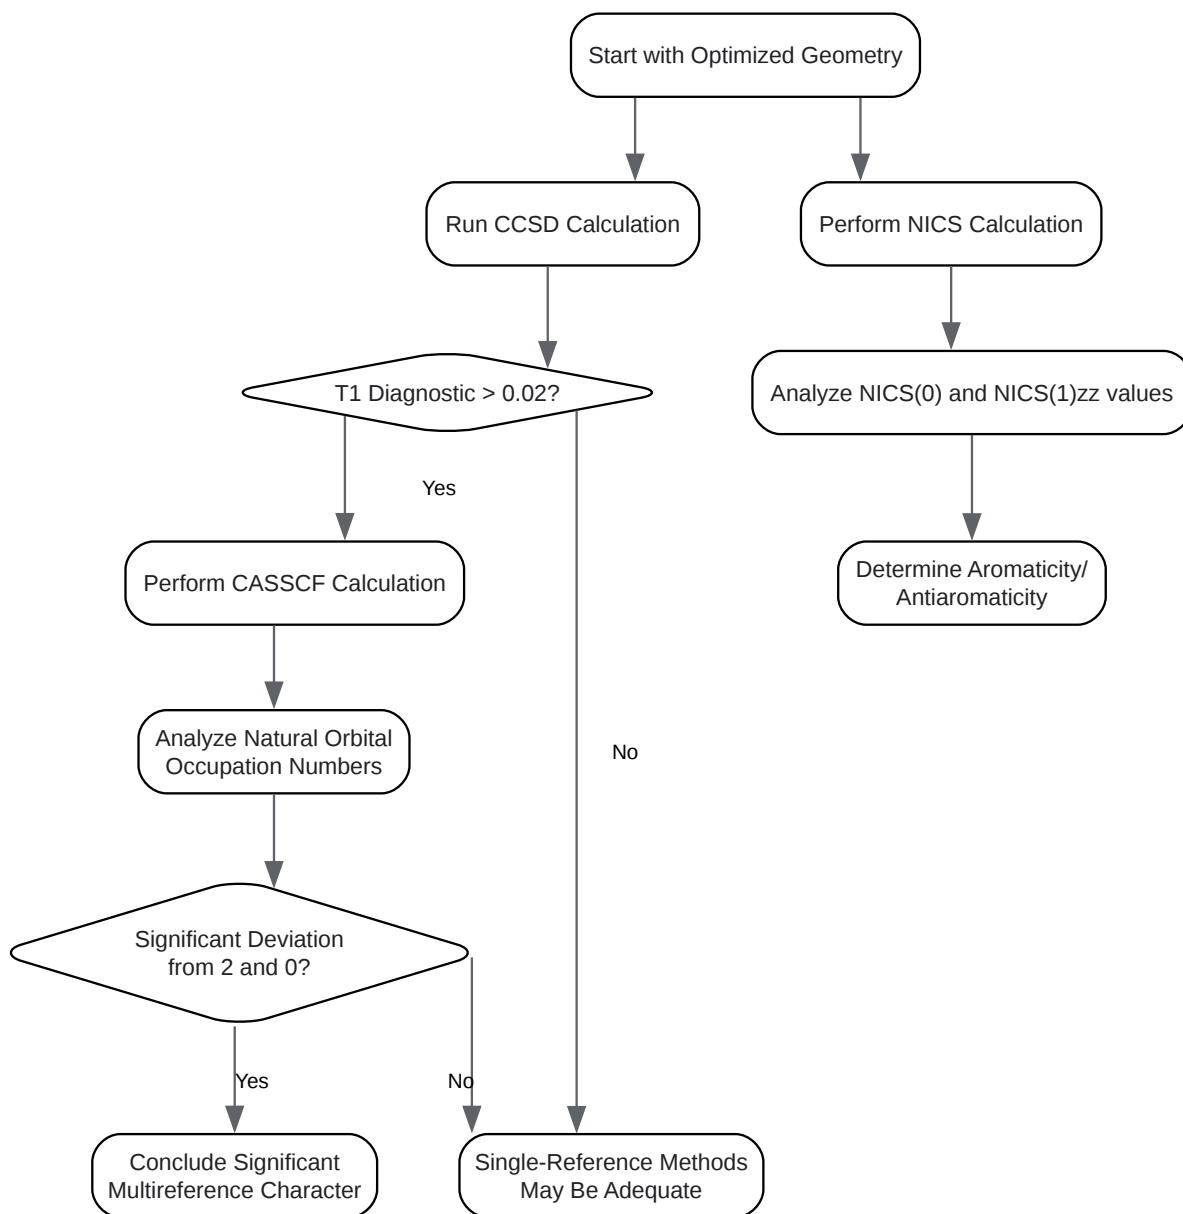 Start with Optimized Geometry
Run CCSD Calculation
Perform NICS Calculation
T1 Diagnostic > 0.02?
Analyze NICS(0) and NICS(1)zz values
Yes
Perform CASSCF Calculation
Determine Aromaticity/
Antiaromaticity
Analyze Natural Orbital
Occupation Numbers
No
Significant Deviation
from 2 and 0?
Yes
No
Conclude Significant
Multireference Character
Single-Reference Methods
May Be Adequate